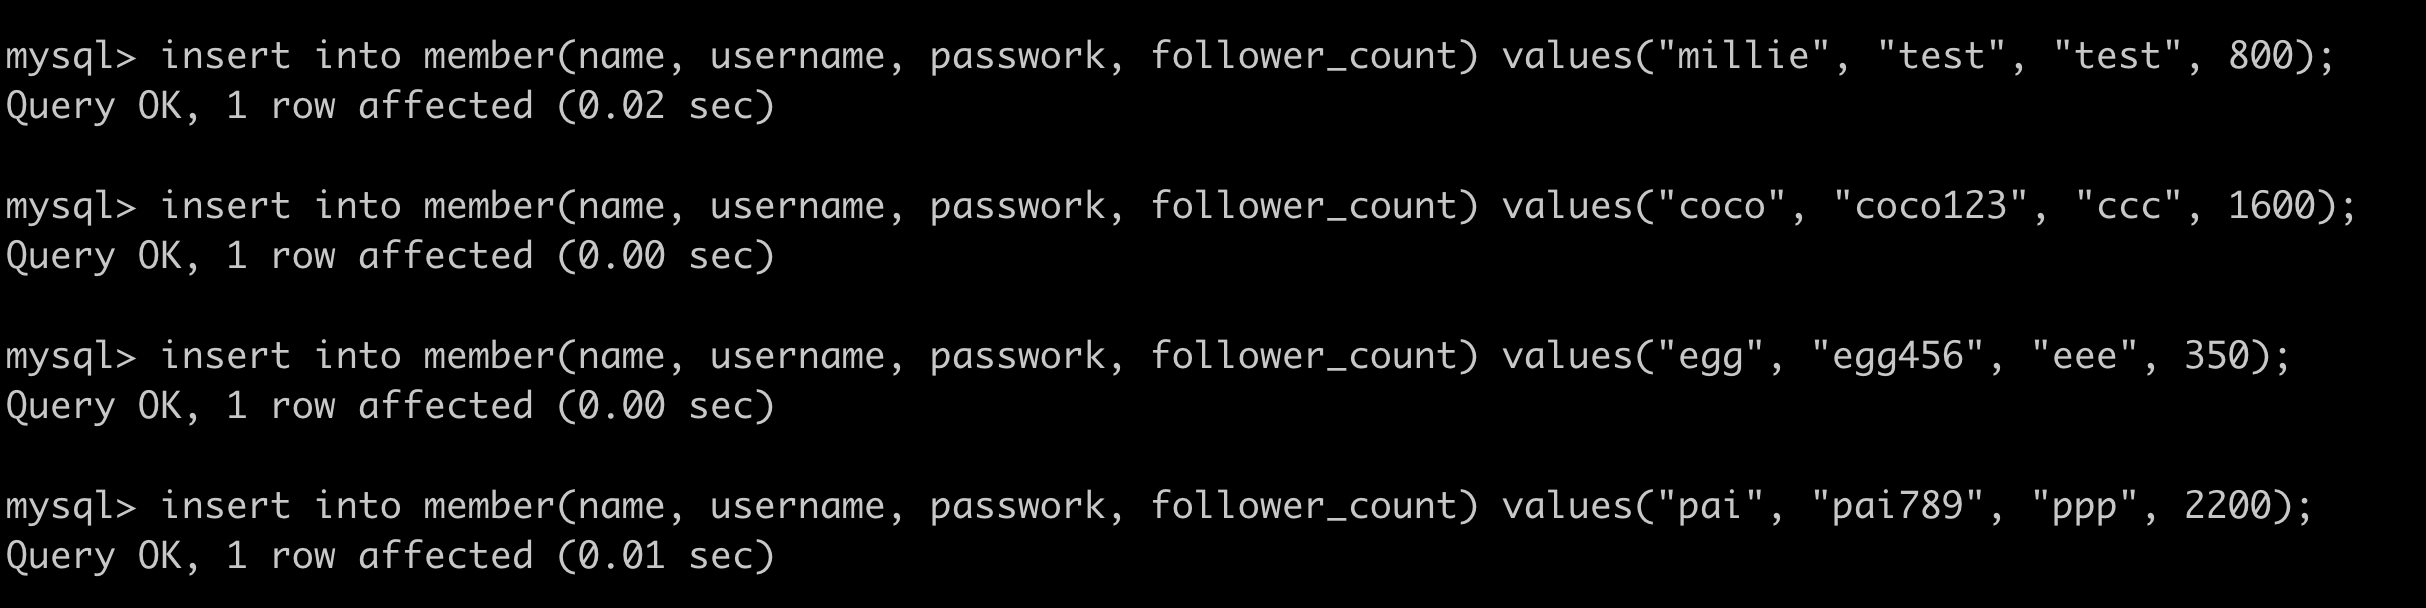 mysql> insert into member(name, username, passwork, follower_count) values("millie", "test", "test", 800);
Query OK, 1 row affected (0.02 sec)
mysql> insert into member(name, username, passwork, follower_count) values("coco", "coco123", "ccc", 1600);
Query OK, 1 row affected (0.00 sec)
mysql> insert into member(name, username, passwork, follower_count) values("egg", "egg456", "eee", 350);
Query OK, 1 row affected (0.00 sec)
mysql> insert into member(name, username, passwork, follower_count) values("pai", "pai789", "ppp", 2200);
Query OK, 1 row affected (0.01 sec)